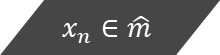 xₙ ∈ m̂